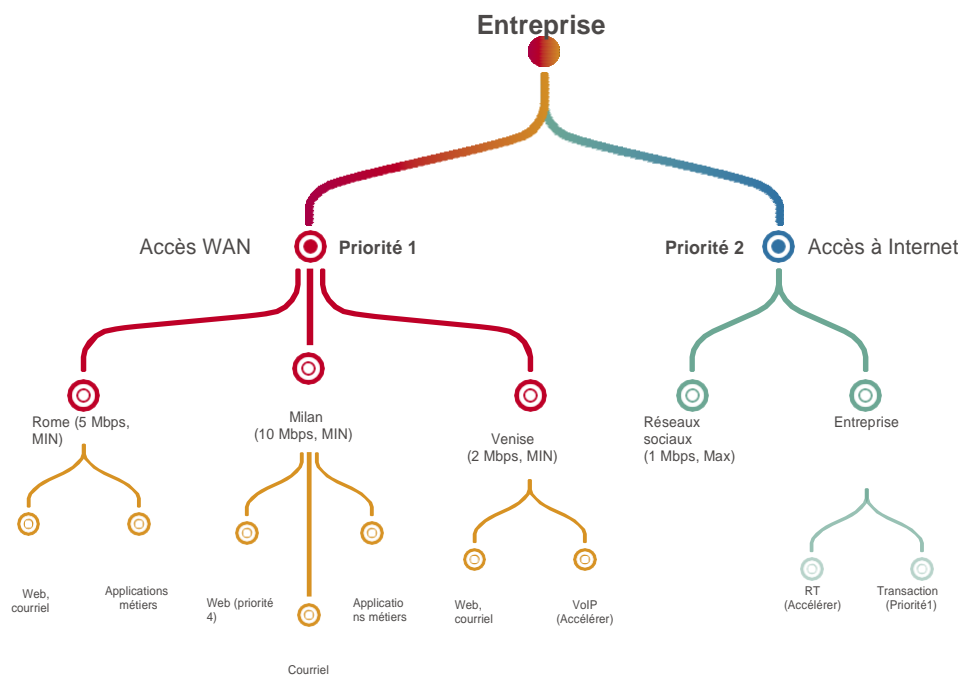 Entreprise
Accès WAN
Priorité 1
Priorité 2
Accès à Internet
Rome (5 Mbps,
MIN)
Milan
(10 Mbps, MIN)
Venise
(2 Mbps, MIN)
Réseaux
sociaux
(1 Mbps, Max)
Entreprise
Web,
courriel
Applications
métiers
Web (priorité
4)
Courriel
Applicatio
ns métiers
Web,
courriel
VoIP
(Accélérer)
RT
(Accélérer)
Transaction
(Priorité1)